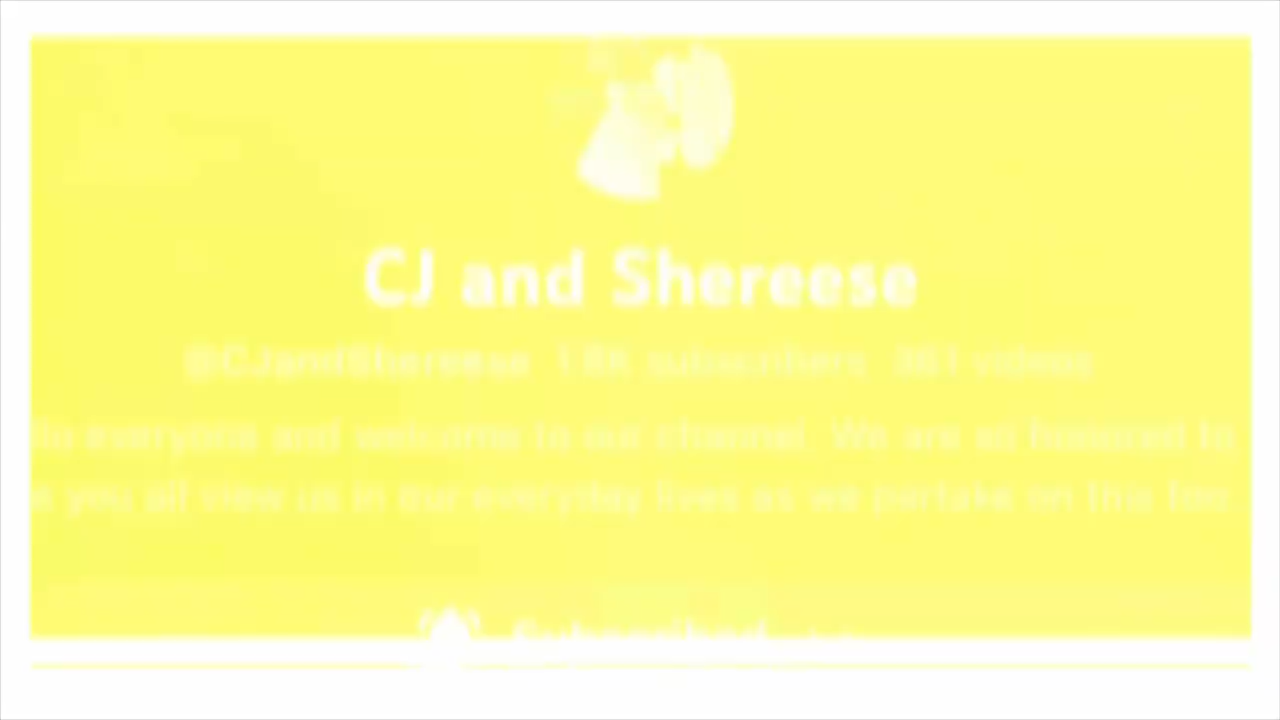 CJ and Shereese
@CJandShereese subscribers 361 videos
everyone and welcome to our channel. We are so honored to
you all view us in our everyday lives as we partake on this
Subscribed